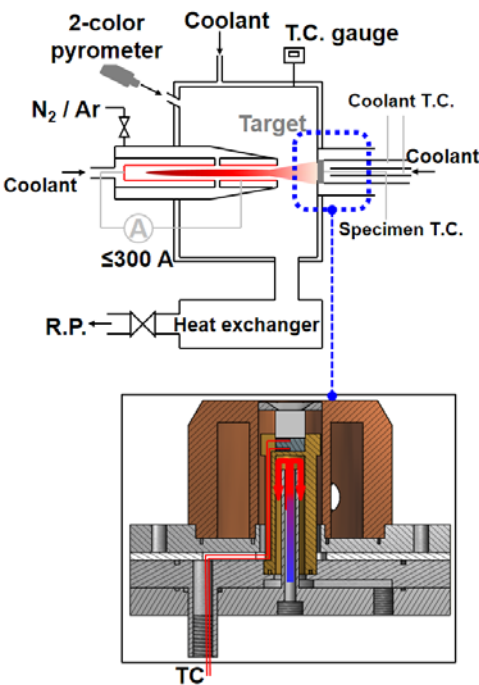 Coolant
2-color
pyrometer
T.C. gauge
N₂ / Ar
Target
Coolant T.C.
Coolant
Coolant
A
Specimen T.C.
≤300 A
R.P.
Heat exchanger
TC